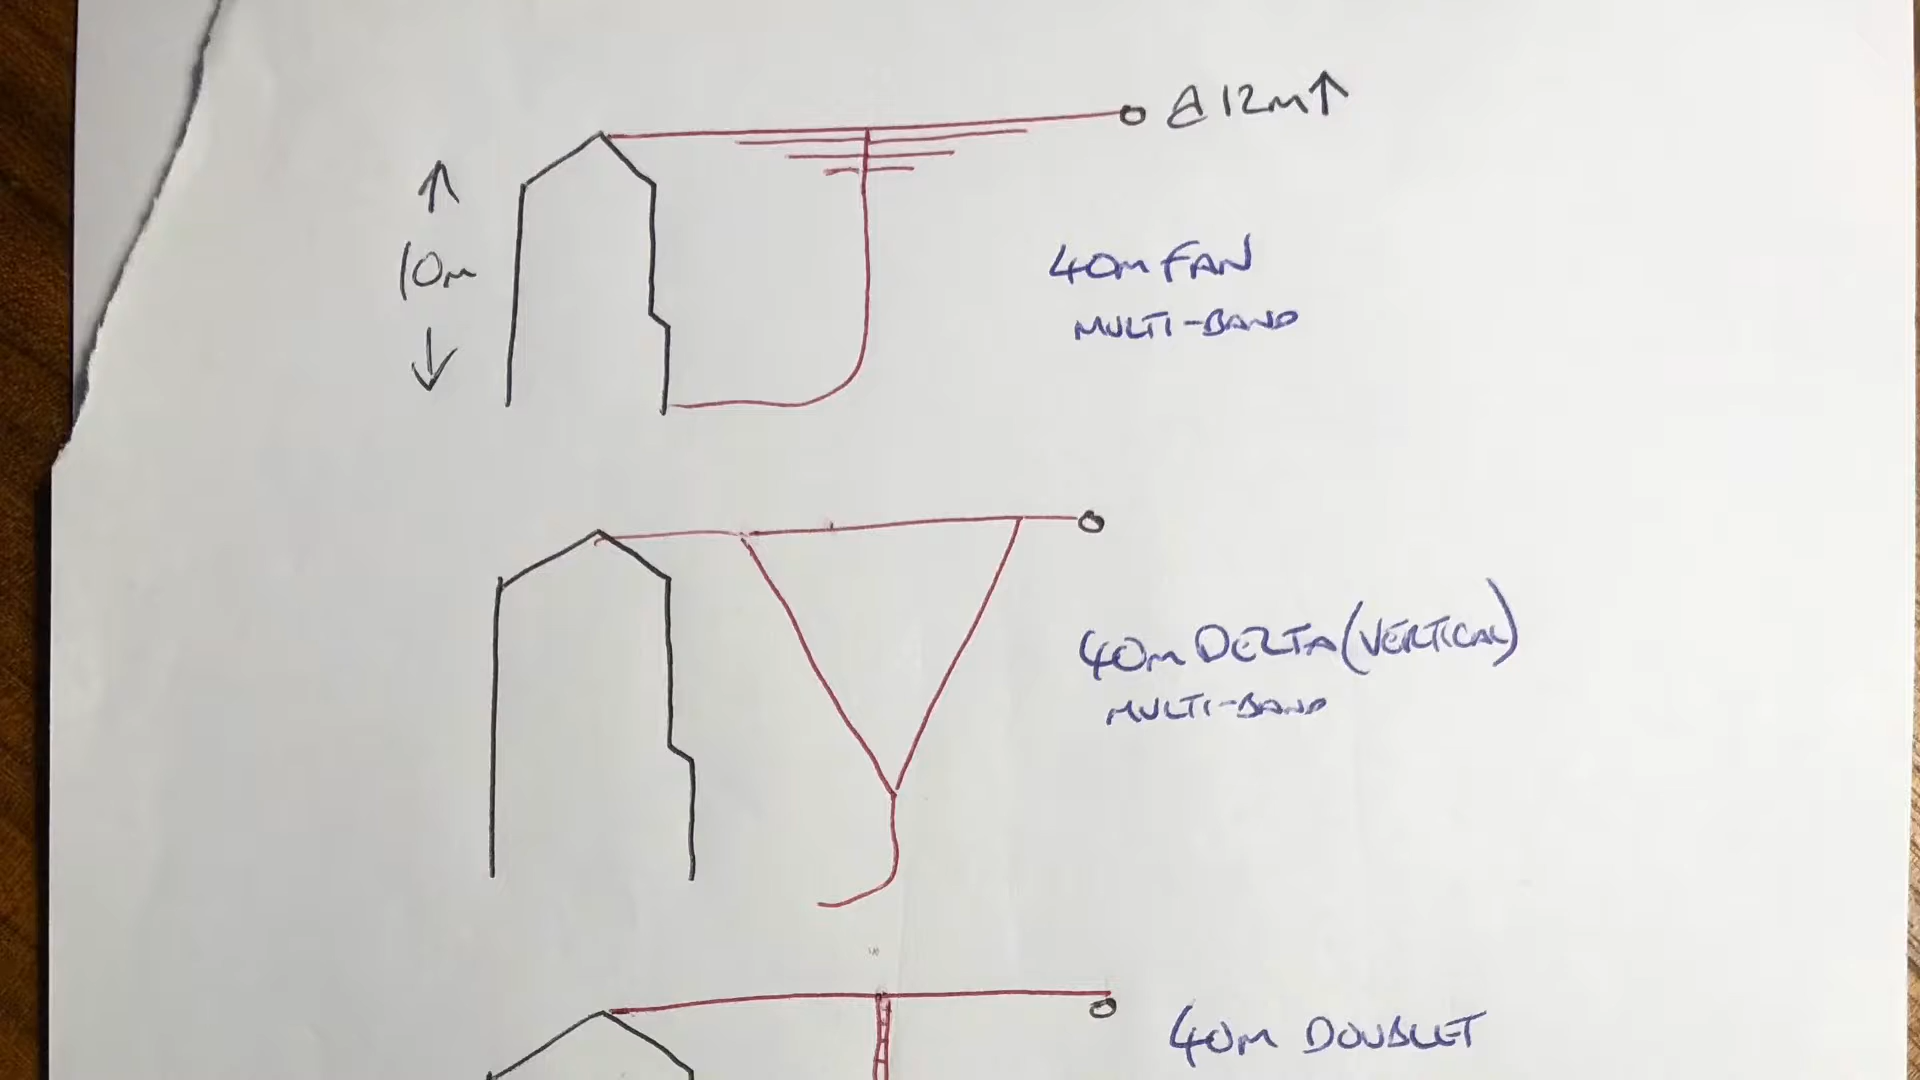 @ 12m↑
↑
10m
↓
40m FAN
MULTI-BAND
40m DELTA (VERTICAL)
MULTI-BAND
40m DOUBLET